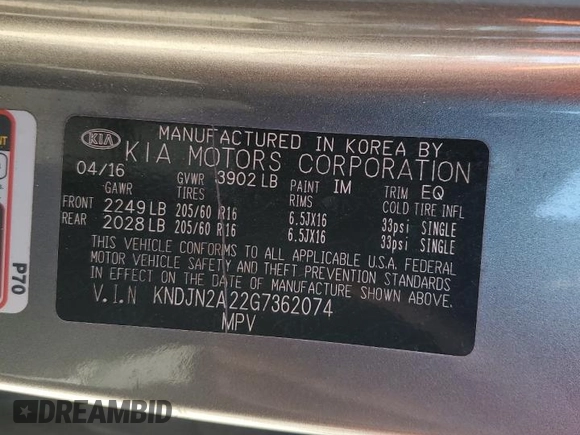 KIA
MANUFACTURED IN KOREA BY
KIA MOTORS CORPORATION
04/16 GVWR 3902 LB PAINT IM TRIM EQ
GAWR TIRES RIMS COLD TIRE INFL
FRONT 2249 LB 205/60 R16 6.5JX16 33psi SINGLE
REAR 2028 LB 205/60 R16 6.5JX16 33psi SINGLE
THIS VEHICLE CONFORMS TO ALL APPLICABLE U.S.A. FEDERAL
MOTOR VEHICLE SAFETY AND THEFT PREVENTION STANDARDS
IN EFFECT ON THE DATE OF MANUFACTURE SHOWN ABOVE.
V.I.N KNDJN2A22G7362074
MPV
P70
DREAMBID